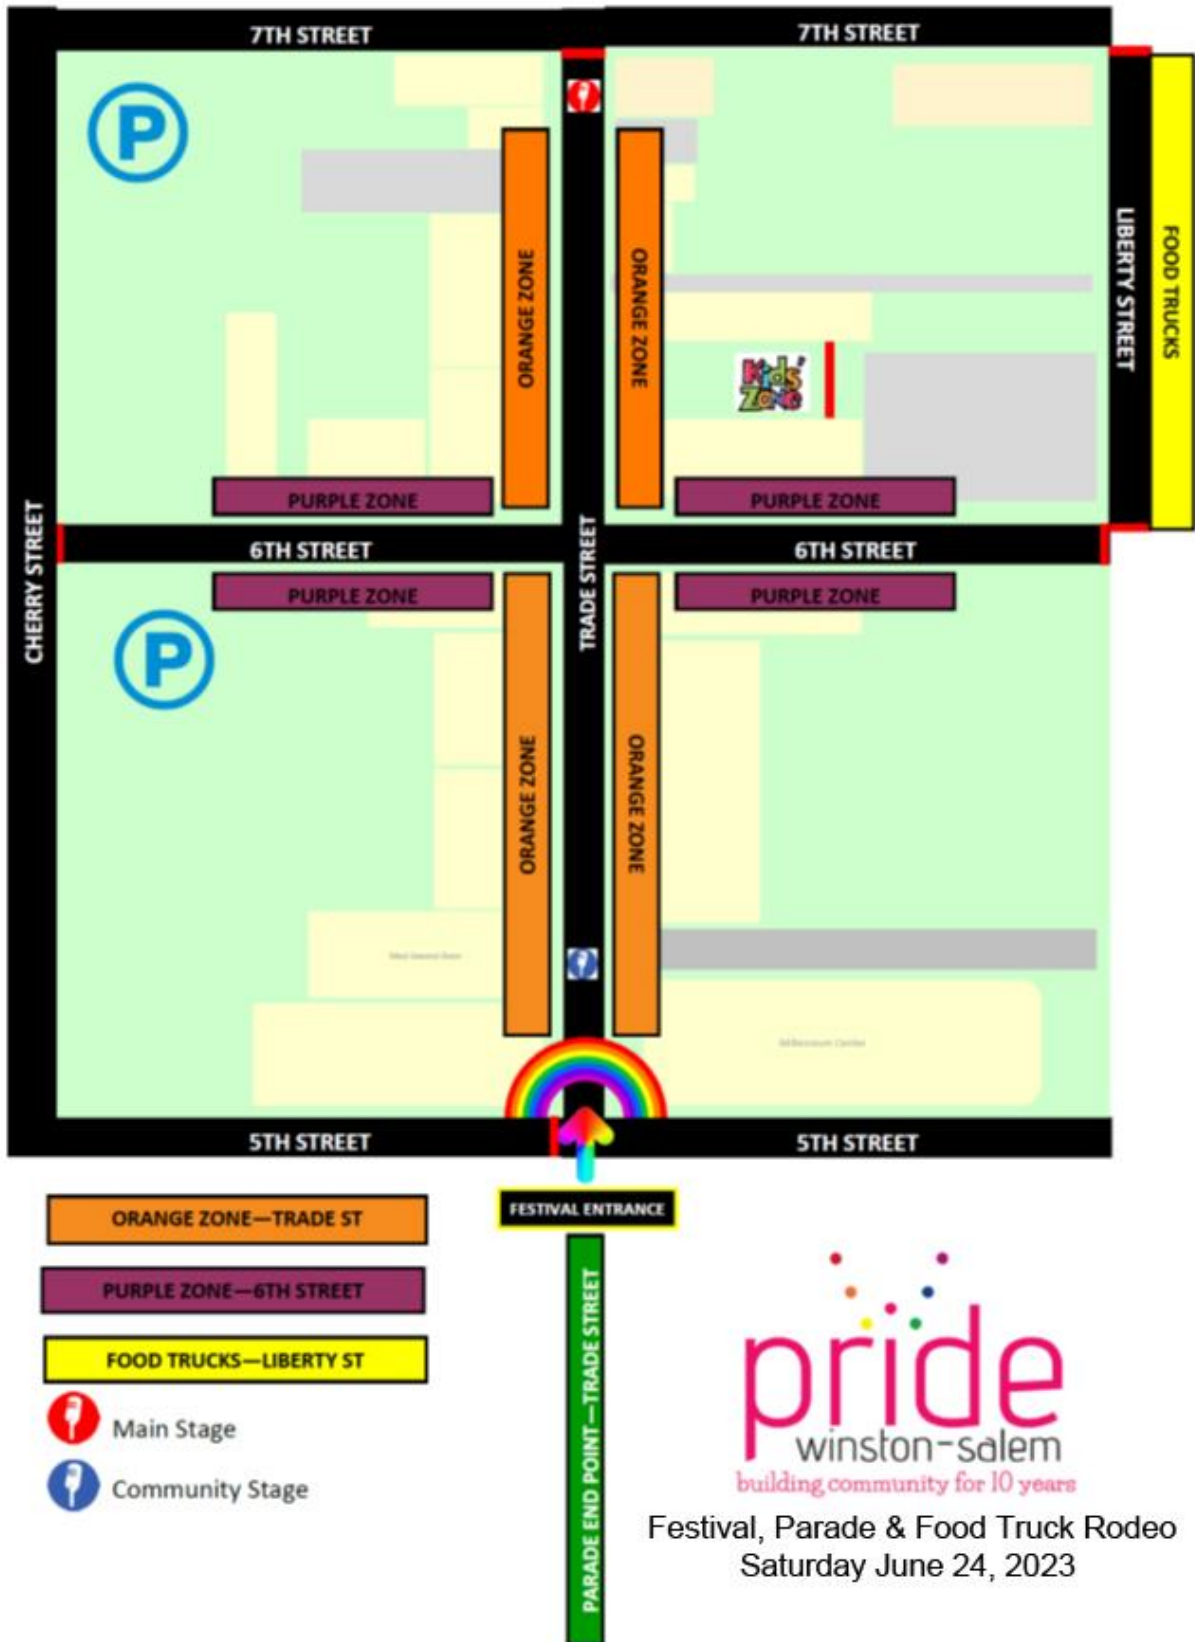 7TH STREET
7TH STREET
P
ORANGE ZONE
ORANGE ZONE
LIBERTY STREET
FOOD TRUCKS
Kids'
Zone
PURPLE ZONE
PURPLE ZONE
CHERRY STREET
6TH STREET
TRADE STREET
6TH STREET
PURPLE ZONE
PURPLE ZONE
P
ORANGE ZONE
ORANGE ZONE
Millennium Center
5TH STREET
5TH STREET
FESTIVAL ENTRANCE
ORANGE ZONE—TRADE ST
PURPLE ZONE—6TH STREET
FOOD TRUCKS—LIBERTY ST
Main Stage
Community Stage
PARADE END POINT—TRADE STREET
pride
winston-salem
building community for 10 years
Festival, Parade & Food Truck Rodeo
Saturday June 24, 2023